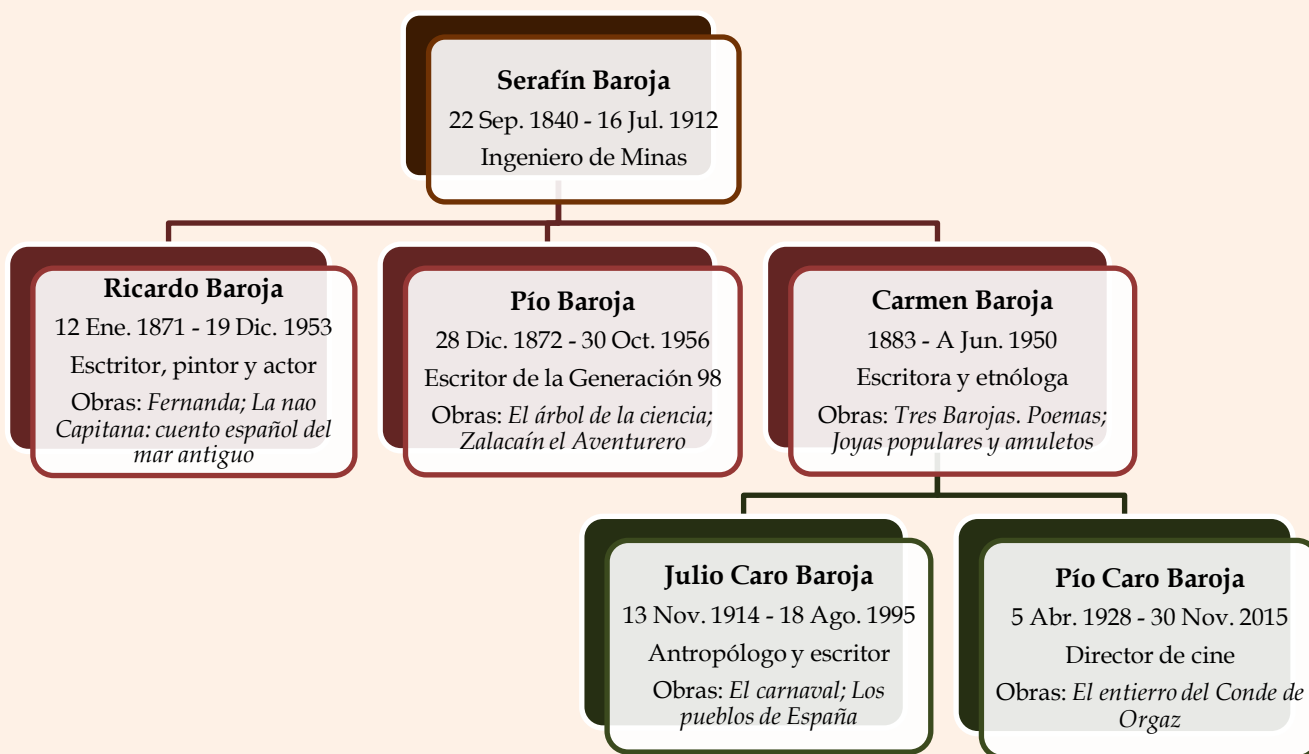 Serafín Baroja
22 Sep. 1840 - 16 Jul. 1912
Ingeniero de Minas
Ricardo Baroja
12 Ene. 1871 - 19 Dic. 1953
Esctritor, pintor y actor
Obras: Fernanda; La nao
Capitana: cuento español del
mar antiguo
Pío Baroja
28 Dic. 1872 - 30 Oct. 1956
Escritor de la Generación 98
Obras: El árbol de la ciencia;
Zalacaín el Aventurero
Carmen Baroja
1883 - A Jun. 1950
Escritora y etnóloga
Obras: Tres Barojas. Poemas;
Joyas populares y amuletos
Julio Caro Baroja
13 Nov. 1914 - 18 Ago. 1995
Antropólogo y escritor
Obras: El carnaval; Los
pueblos de España
Pío Caro Baroja
5 Abr. 1928 - 30 Nov. 2015
Director de cine
Obras: El entierro del Conde de
Orgaz